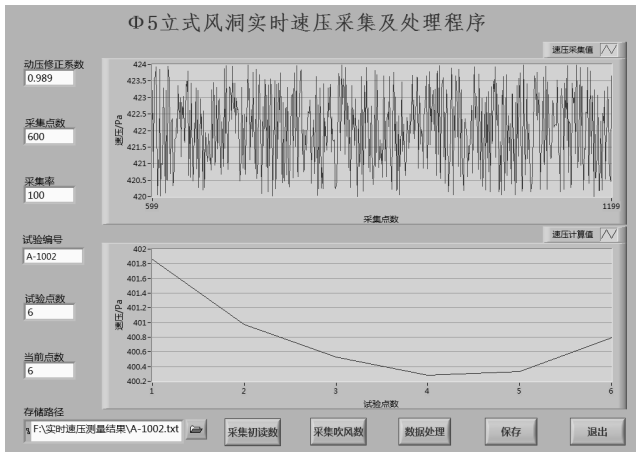 Φ5立式风洞实时速压采集及处理程序
速压采集值
动压修正系数
0.989
采集点数
600
采集率
100
试验编号
A-1002
试验点数
6
当前点数
6
存储路径
F:\实时速压测量结果\A-1002.txt
速压/Pa
424
423.5
423
422.5
422
421.5
421
420.5
420
599
1199
采集点数
速压计算值
速压/Pa
402
401.8
401.6
401.4
401.2
401
400.8
400.6
400.4
400.2
1
2
3
4
5
6
试验点数
采集初读数
采集吹风数
数据处理
保存
退出